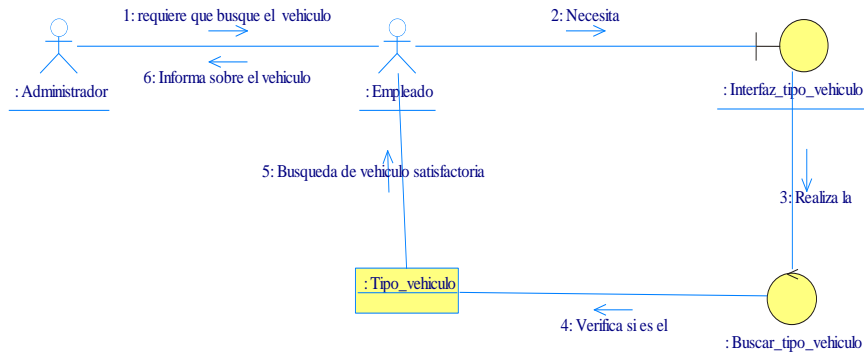 1: requiere que busque el vehiculo
2: Necesita
6: Informa sobre el vehiculo
: Administrador
: Empleado
: Interfaz_tipo_vehiculo
5: Busqueda de vehiculo satisfactoria
3: Realiza la
: Tipo_vehiculo
4: Verifica si es el
: Buscar_tipo_vehiculo